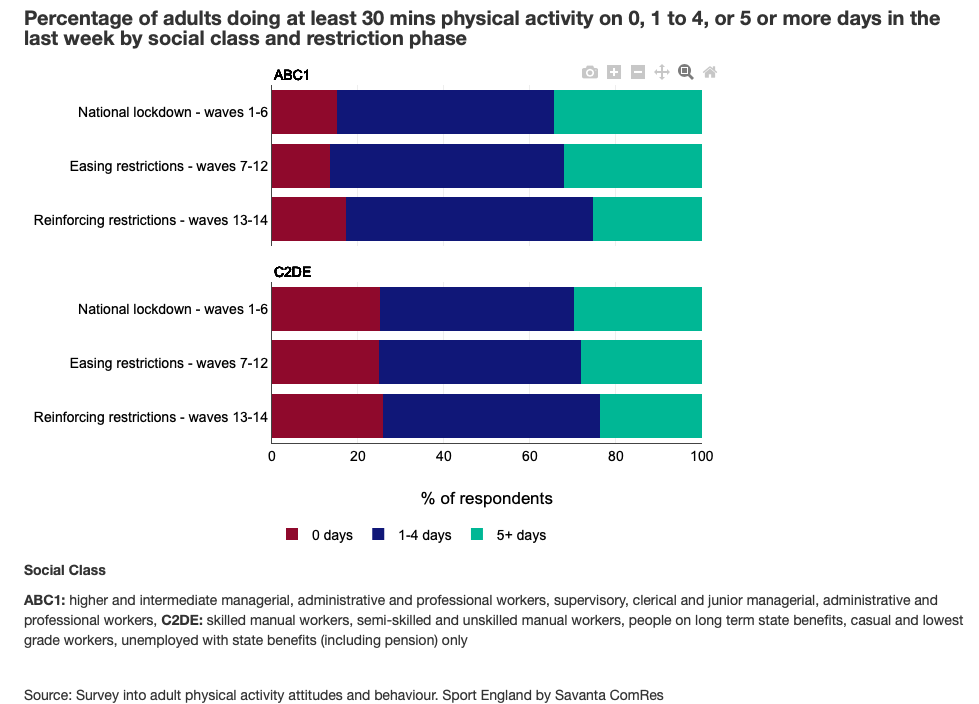 Percentage of adults doing at least 30 mins physical activity on 0, 1 to 4, or 5 or more days in the
last week by social class and restriction phase
ABC1
National lockdown - waves 1-6
Easing restrictions - waves 7-12
Reinforcing restrictions - waves 13-14
C2DE
National lockdown - waves 1-6
Easing restrictions - waves 7-12
Reinforcing restrictions - waves 13-14
0 20 40 60 80 100
% of respondents
0 days 1-4 days 5+ days
Social Class
ABC1: higher and intermediate managerial, administrative and professional workers, supervisory, clerical and junior managerial, administrative and
professional workers, C2DE: skilled manual workers, semi-skilled and unskilled manual workers, people on long term state benefits, casual and lowest
grade workers, unemployed with state benefits (including pension) only
Source: Survey into adult physical activity attitudes and behaviour. Sport England by Savanta ComRes